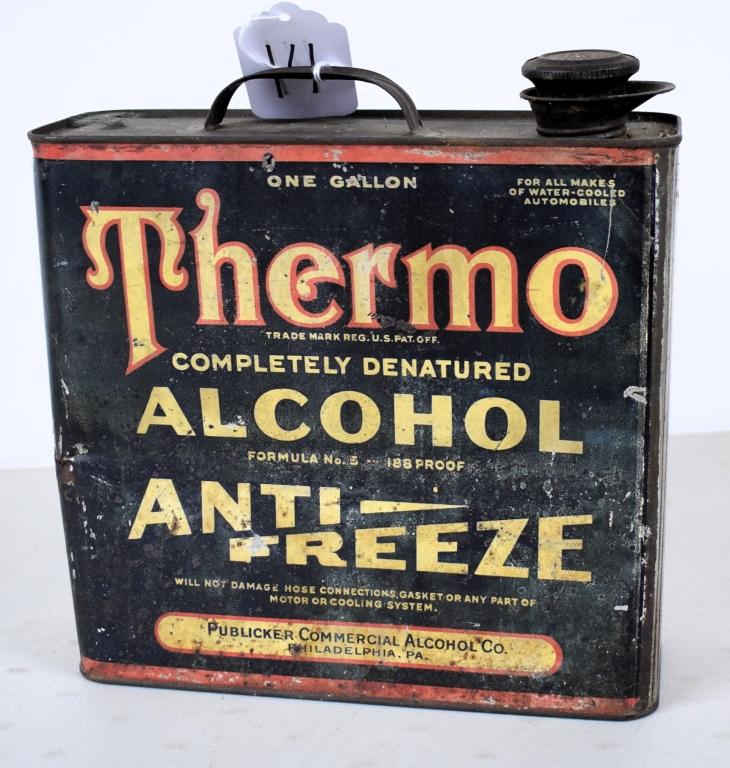 171
ONE GALLON
FOR ALL MAKES
OF WATER-COOLED
AUTOMOBILES
Thermo
TRADE MARK REG. U.S. PAT. OFF.
COMPLETELY DENATURED
ALCOHOL
FORMULA No. 5 -- 188 PROOF
ANTI
FREEZE
WILL NOT DAMAGE HOSE CONNECTIONS, GASKET OR ANY PART OF
MOTOR OR COOLING SYSTEM.
PUBLICKER COMMERCIAL ALCOHOL CO.
PHILADELPHIA. PA.